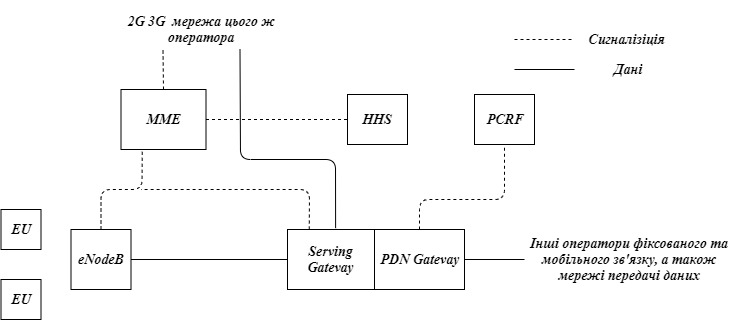 2G 3G мережа цього ж
оператора
Сигналізіція
Дані
MME
HHS
PCRF
EU
eNodeB
Serving
Gatevay
PDN Gatevay
Інші оператори фіксованого та
мобільного зв'язку, а також
мережі передачі даних
EU